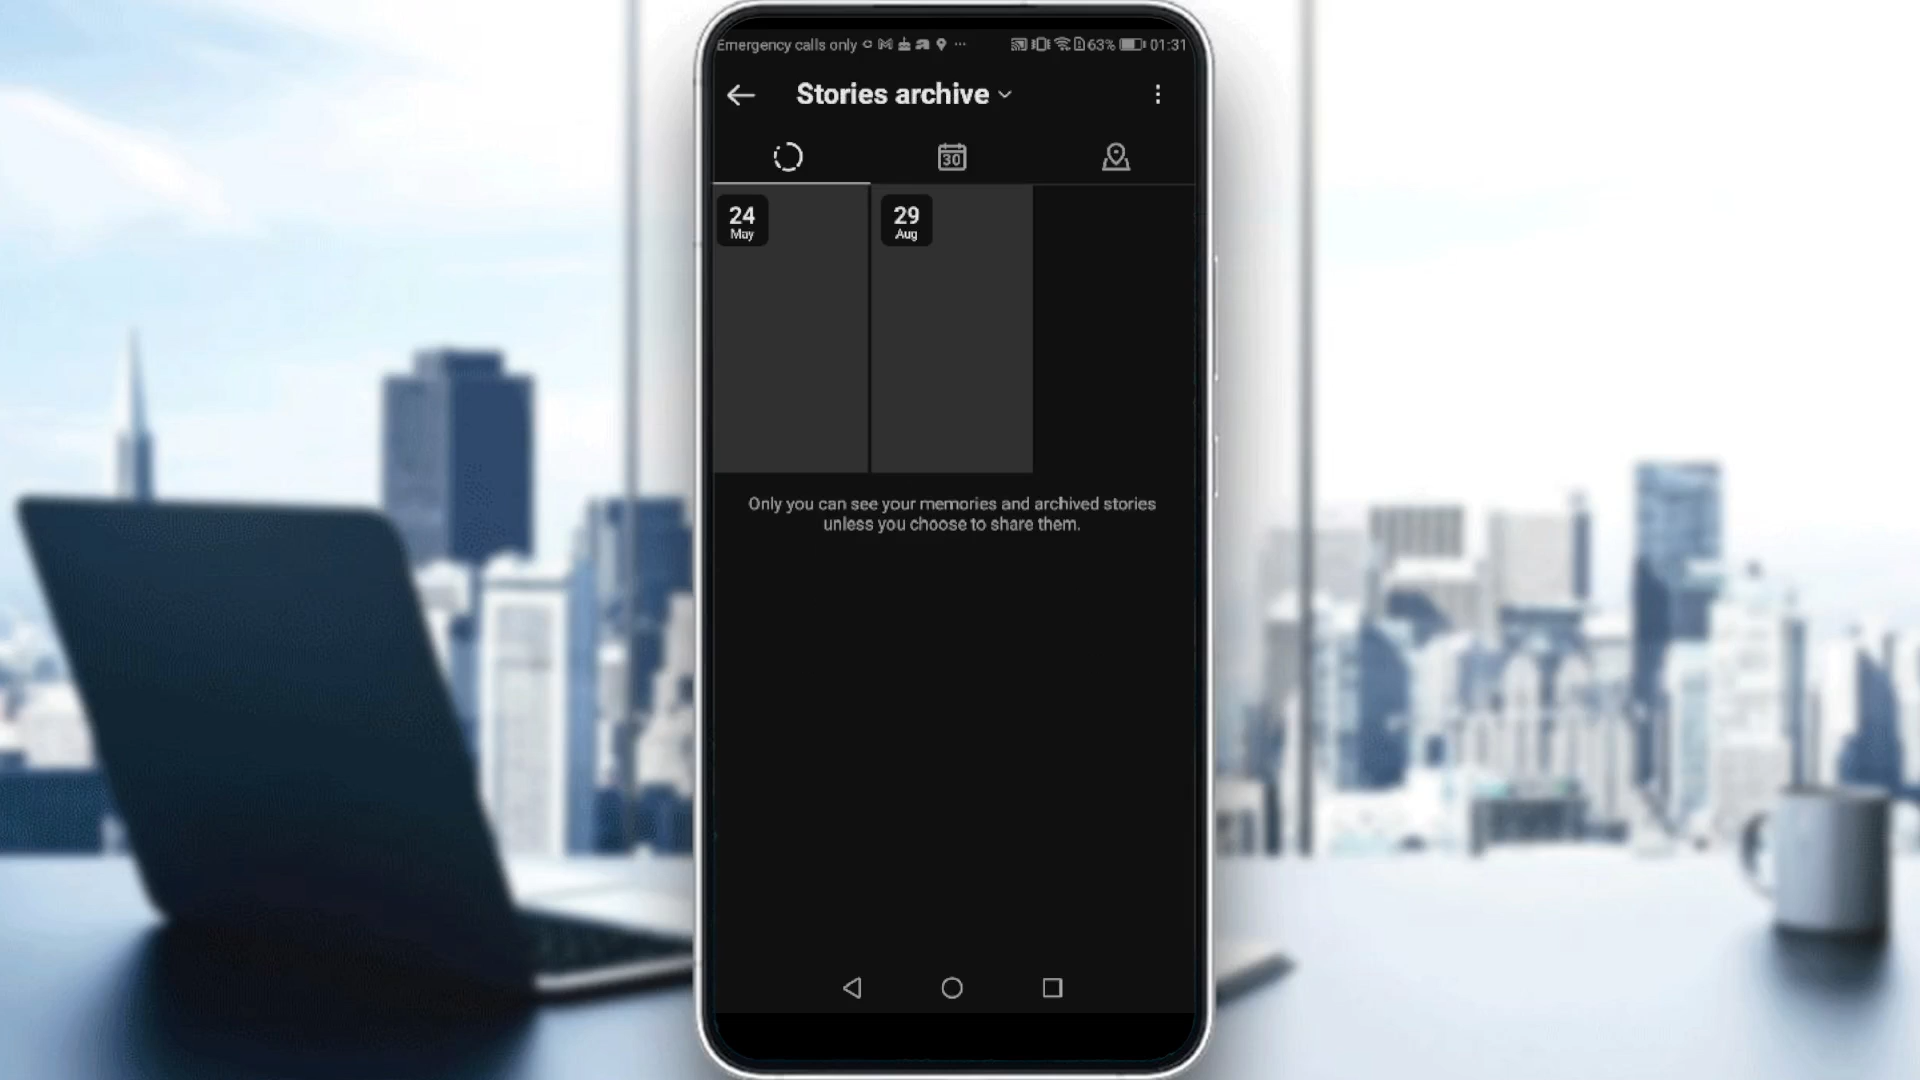 Emergency calls only 63% 01:31
Stories archive
30
24
May
29
Aug
Only you can see your memories and archived stories
unless you choose to share them.